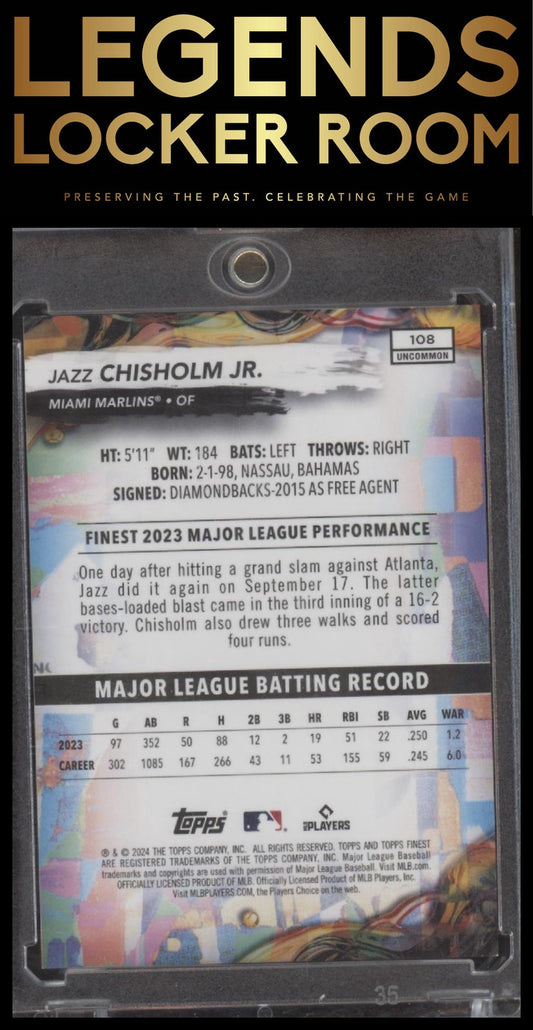 LEGENDS
LOCKER ROOM
PRESERVING THE PAST. CELEBRATING THE GAME
108
UNCOMMON
JAZZ CHISHOLM JR.
MIAMI MARLINS® • OF
HT: 5'11" WT: 184 BATS: LEFT THROWS: RIGHT
BORN: 2-1-98, NASSAU, BAHAMAS
SIGNED: DIAMONDBACKS-2015 AS FREE AGENT
FINEST 2023 MAJOR LEAGUE PERFORMANCE
One day after hitting a grand slam against Atlanta,
Jazz did it again on September 17. The latter
bases-loaded blast came in the third inning of a 16-2
victory. Chisholm also drew three walks and scored
four runs.
MAJOR LEAGUE BATTING RECORD
G AB R H 2B 3B HR RBI SB AVG WAR
2023 97 352 50 88 12 2 19 51 22 .250 1.2
CAREER 302 1085 167 266 43 11 53 155 59 .245 6.0
Topps PLAYERS
® & © 2024 THE TOPPS COMPANY, INC. ALL RIGHTS RESERVED. TOPPS AND TOPPS FINEST
ARE REGISTERED TRADEMARKS OF THE TOPPS COMPANY, INC. Major League Baseball
trademarks and copyrights are used with permission of Major League Baseball. Visit MLB.com.
OFFICIALLY LICENSED PRODUCT OF MLB. Officially Licensed Product of MLB Players, Inc.
Visit MLBPLAYERS.COM, the Players Choice on the web.
35